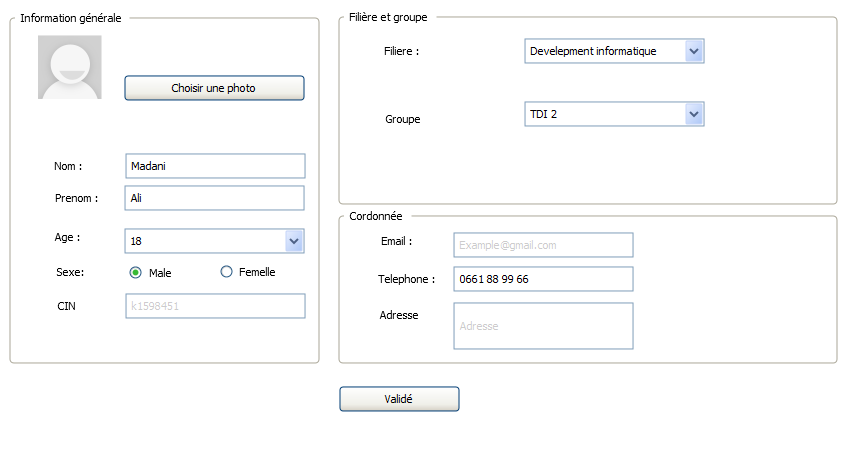 Information générale
Choisir une photo
Nom :
Madani
Prenom :
Ali
Age :
18
Sexe:
Male
Femelle
CIN
k1598451
Filière et groupe
Filiere :
Develepment informatique
Groupe
TDI 2
Cordonnée
Email :
Example@gmail.com
Telephone :
0661 88 99 66
Adresse
Adresse
Validé